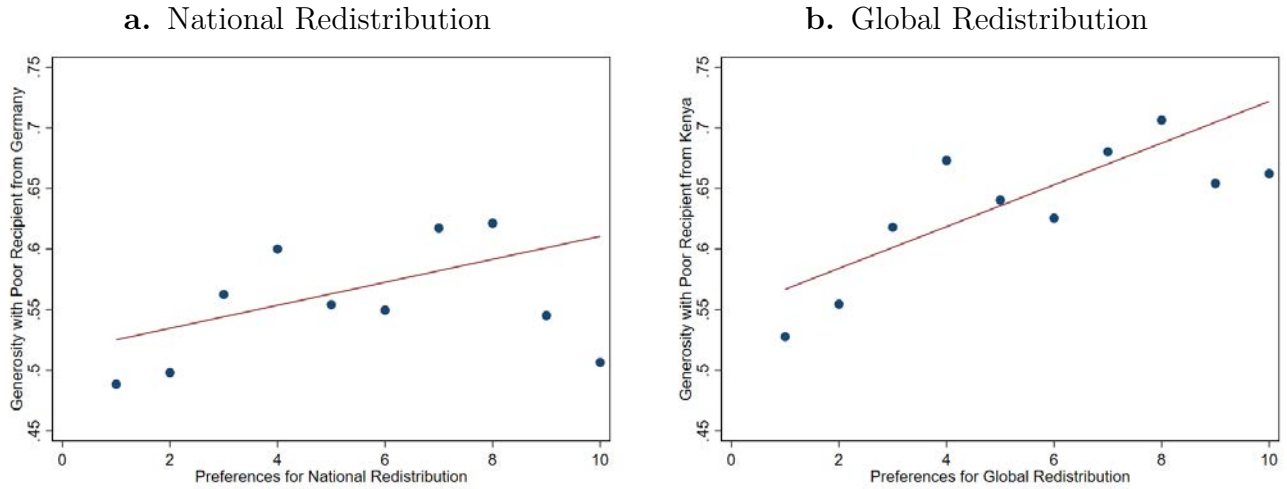 a. National Redistribution
Generosity with Poor Recipient from Germany
.75
.7
.65
.6
.55
.5
.45
0 2 4 6 8 10
Preferences for National Redistribution
b. Global Redistribution
Generosity with Poor Recipient from Kenya
.75
.7
.65
.6
.55
.5
.45
0 2 4 6 8 10
Preferences for Global Redistribution